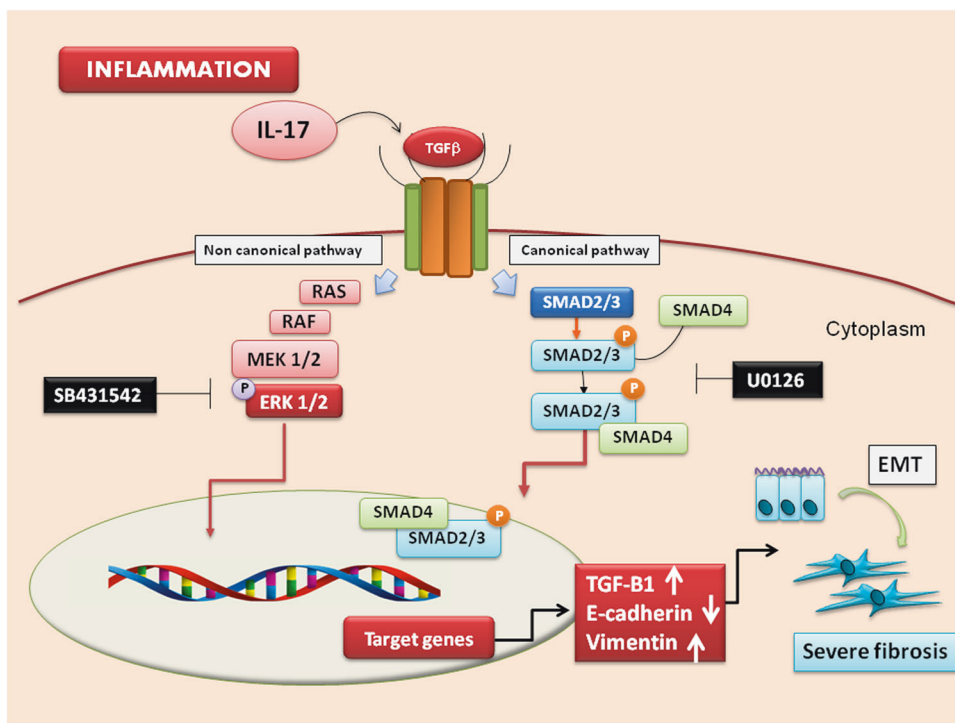 INFLAMMATION
IL-17
TGFβ
Non canonical pathway
Canonical pathway
RAS
RAF
MEK 1/2
P
ERK 1/2
SB431542
SMAD2/3
SMAD4
P
SMAD2/3
P
SMAD2/3
SMAD4
Cytoplasm
U0126
EMT
SMAD4
P
SMAD2/3
Target genes
TGF-B1
E-cadherin
Vimentin
Severe fibrosis